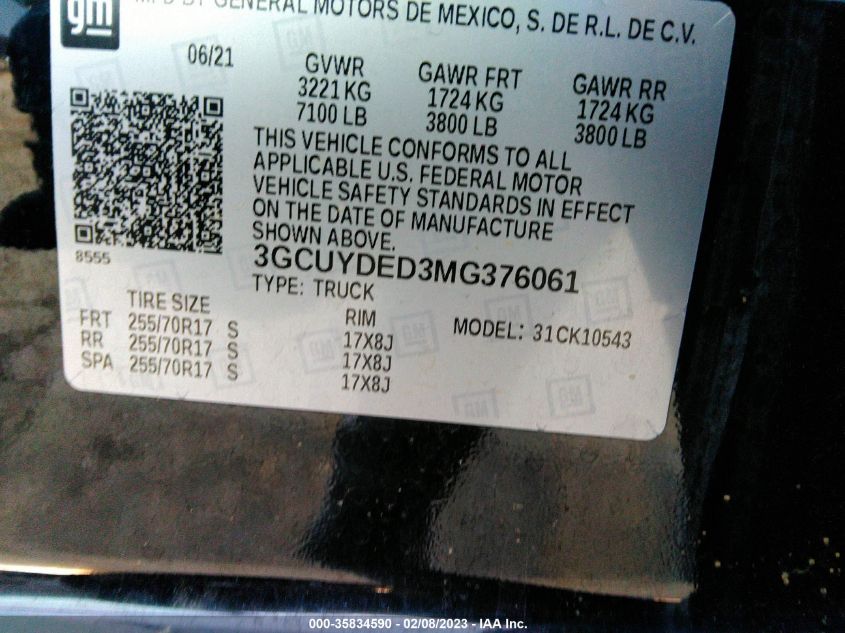 gm
MFD BY GENERAL MOTORS DE MEXICO, S. DE R.L. DE C.V.
06/21
GVWR
3221 KG
7100 LB
GAWR FRT
1724 KG
3800 LB
GAWR RR
1724 KG
3800 LB
THIS VEHICLE CONFORMS TO ALL
APPLICABLE U.S. FEDERAL MOTOR
VEHICLE SAFETY STANDARDS IN EFFECT
ON THE DATE OF MANUFACTURE
SHOWN ABOVE.
8555
3GCUYDED3MG376061
TYPE: TRUCK
TIRE SIZE
RIM
MODEL: 31CK10543
FRT 255/70R17 S 17X8J
RR 255/70R17 S 17X8J
SPA 255/70R17 S 17X8J
000-35834590 - 02/08/2023 - IAA Inc.